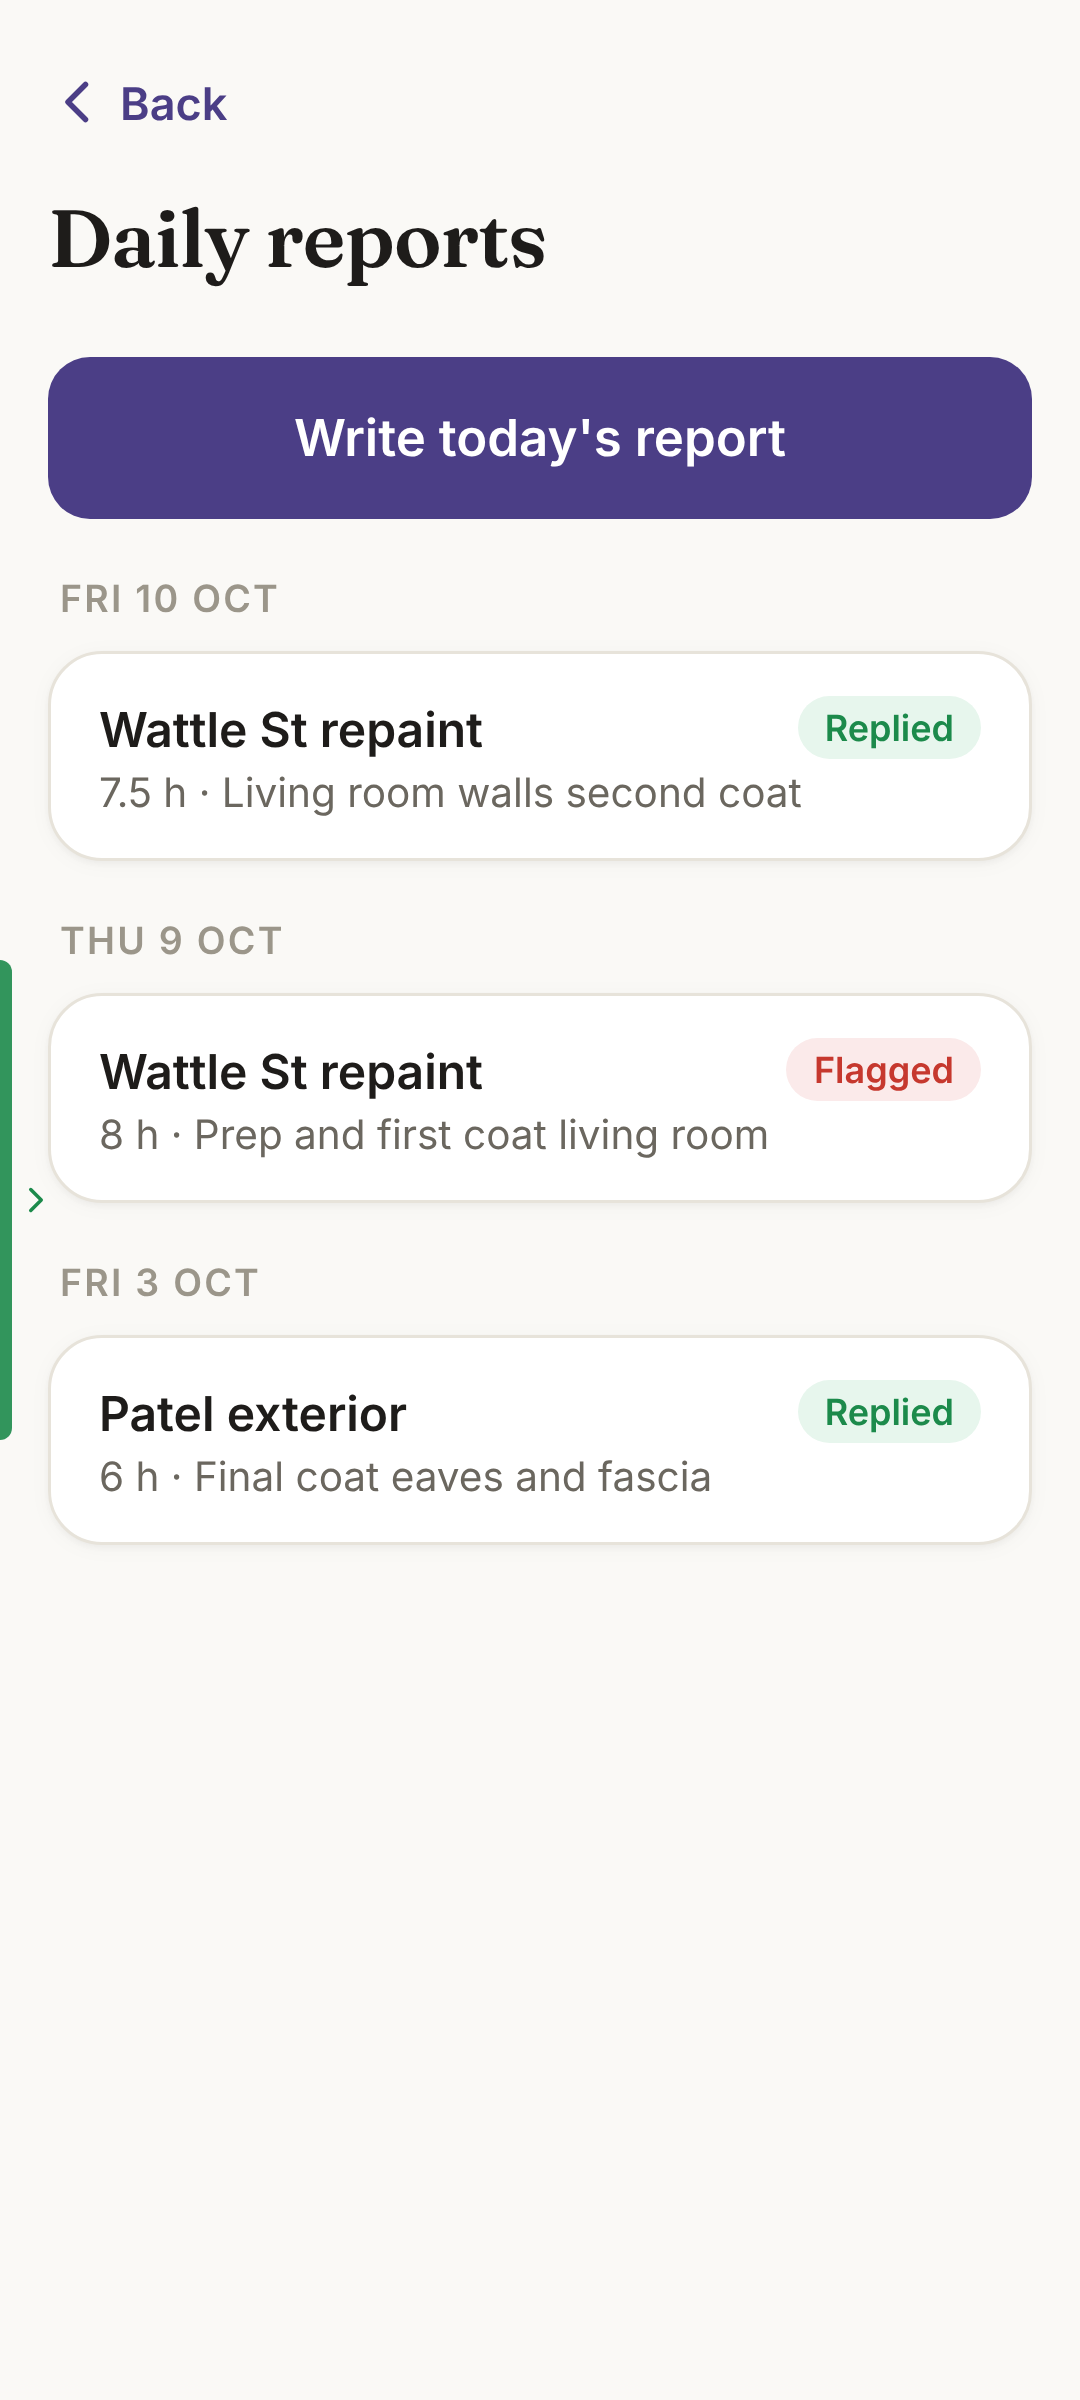 Back
Daily reports
Write today's report
FRI 10 OCT
Wattle St repaint
Replied
7.5 h · Living room walls second coat
THU 9 OCT
Wattle St repaint
Flagged
8 h · Prep and first coat living room
FRI 3 OCT
Patel exterior
Replied
6 h · Final coat eaves and fascia